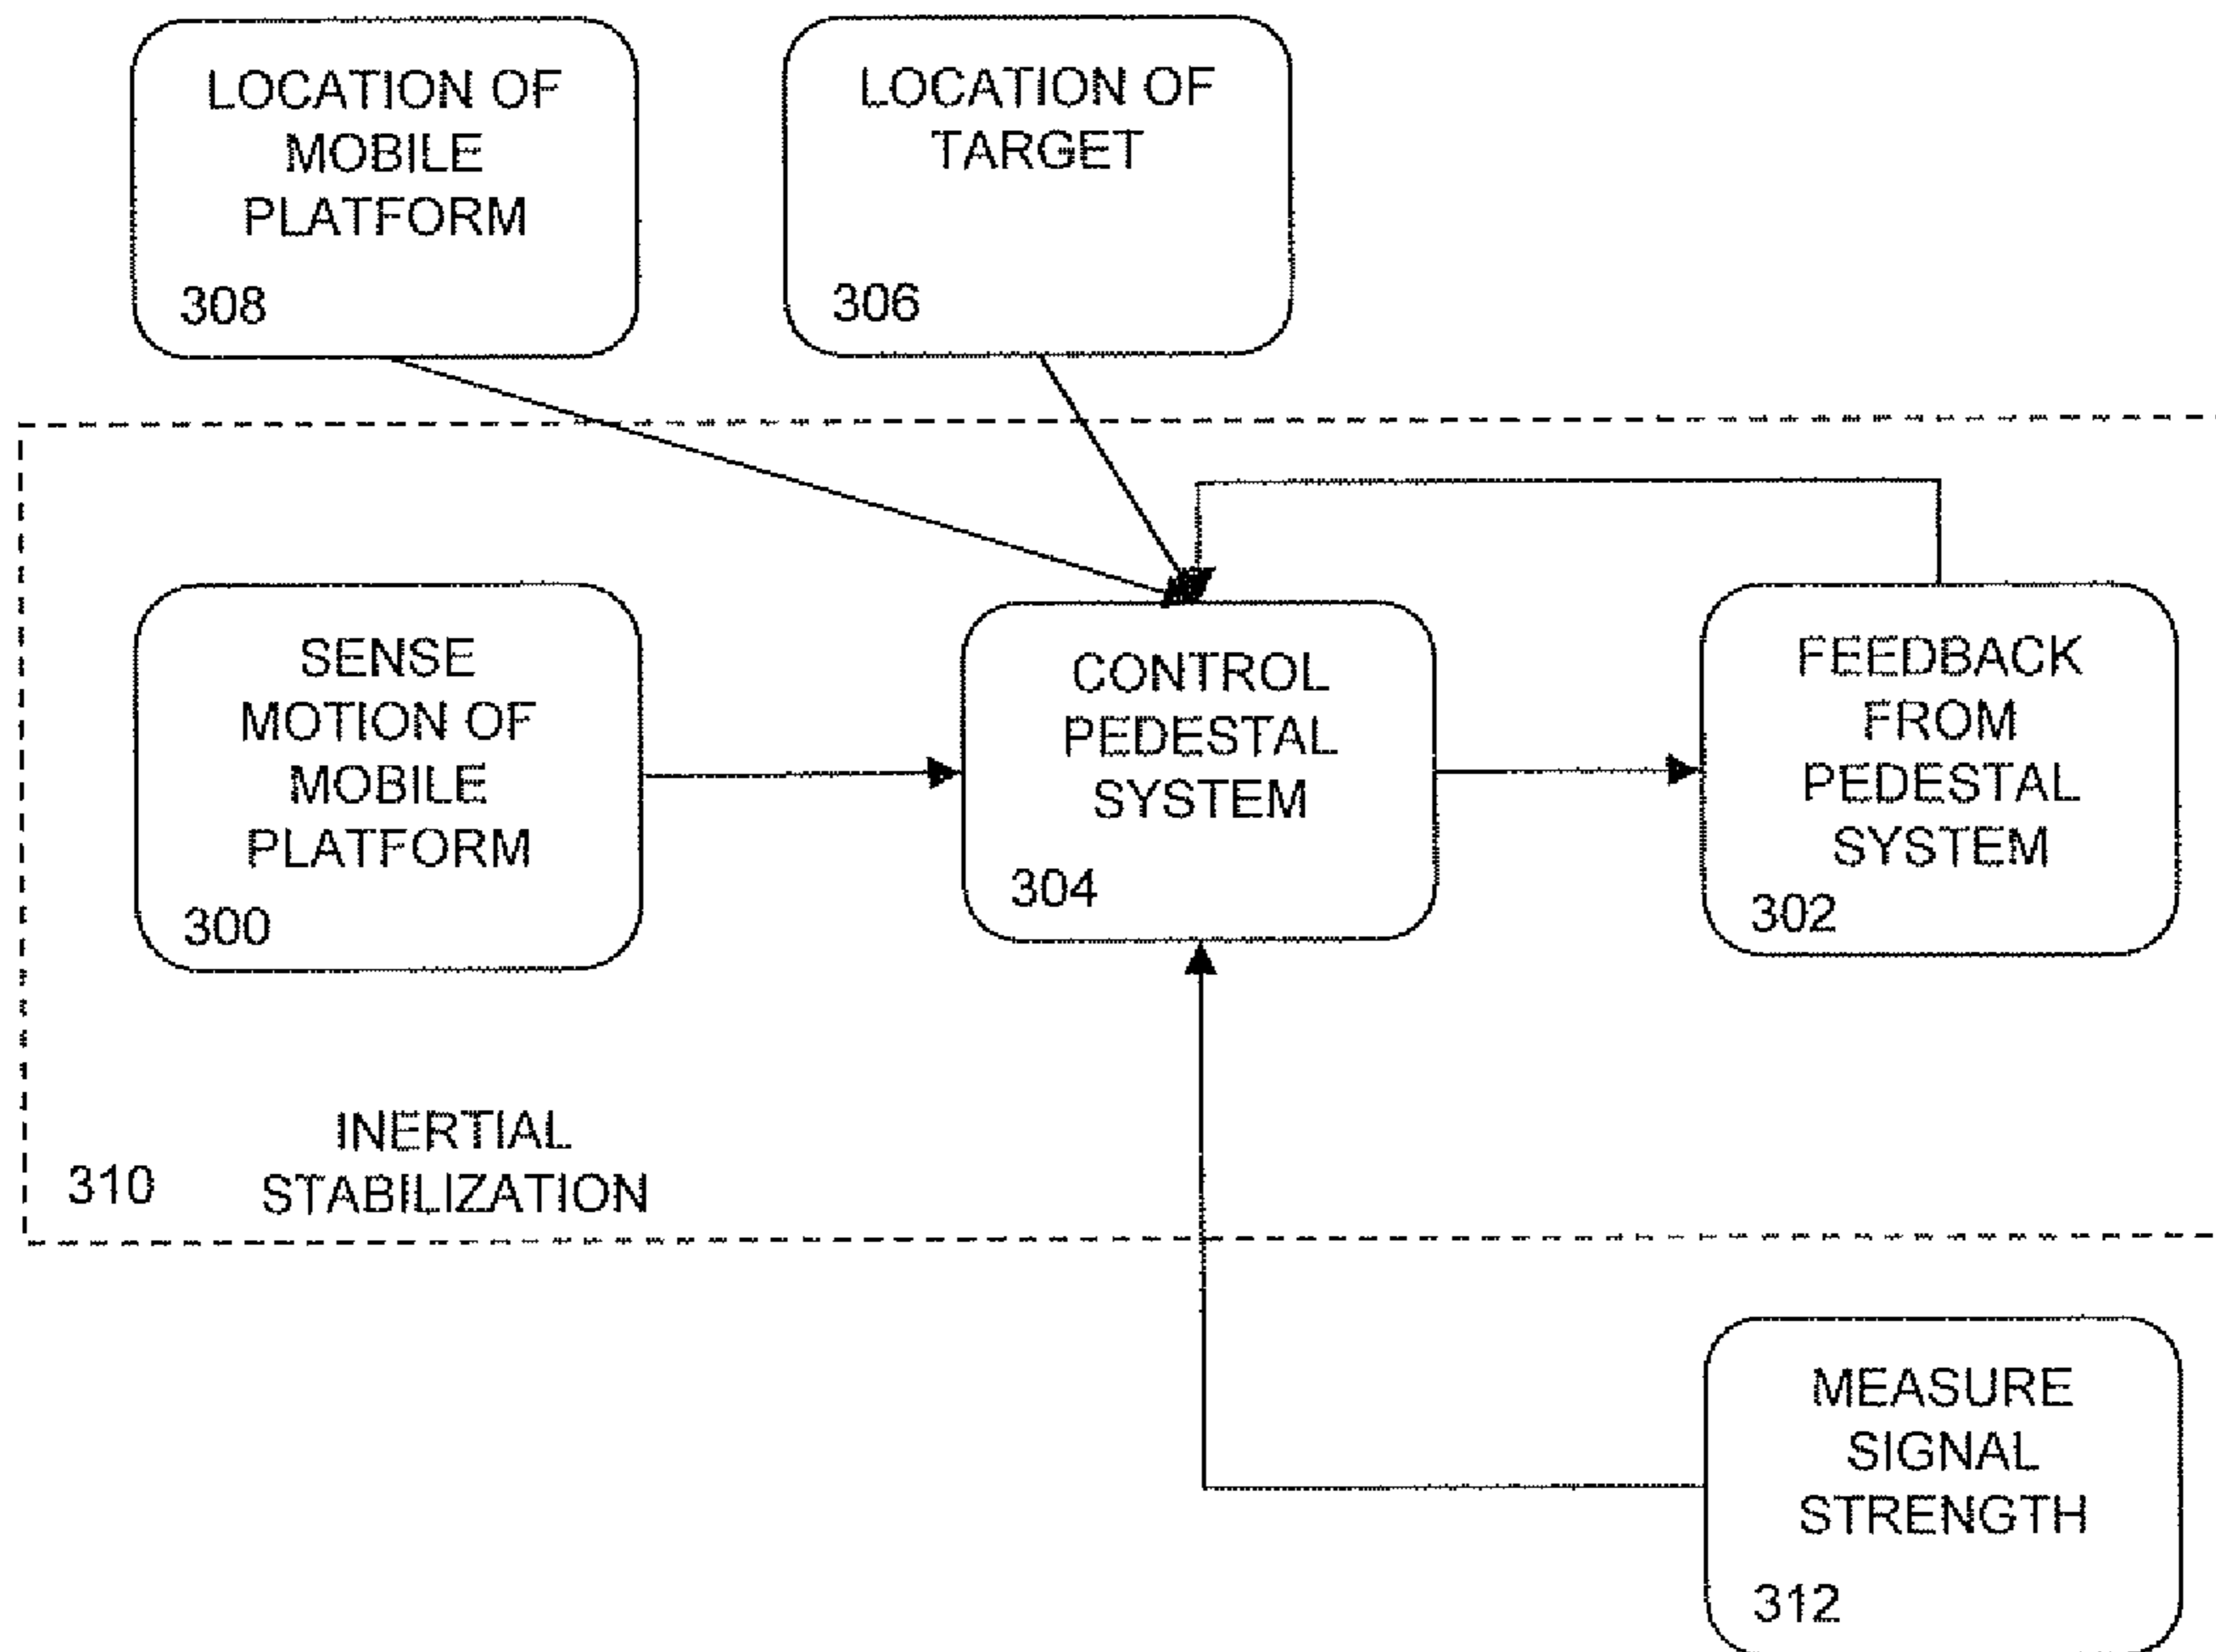 LOCATION OF
MOBILE
PLATFORM
308
LOCATION OF
TARGET
306
SENSE
MOTION OF
MOBILE
PLATFORM
300
CONTROL
PEDESTAL
SYSTEM
304
FEEDBACK
FROM
PEDESTAL
SYSTEM
302
INERTIAL
STABILIZATION
310
MEASURE
SIGNAL
STRENGTH
312